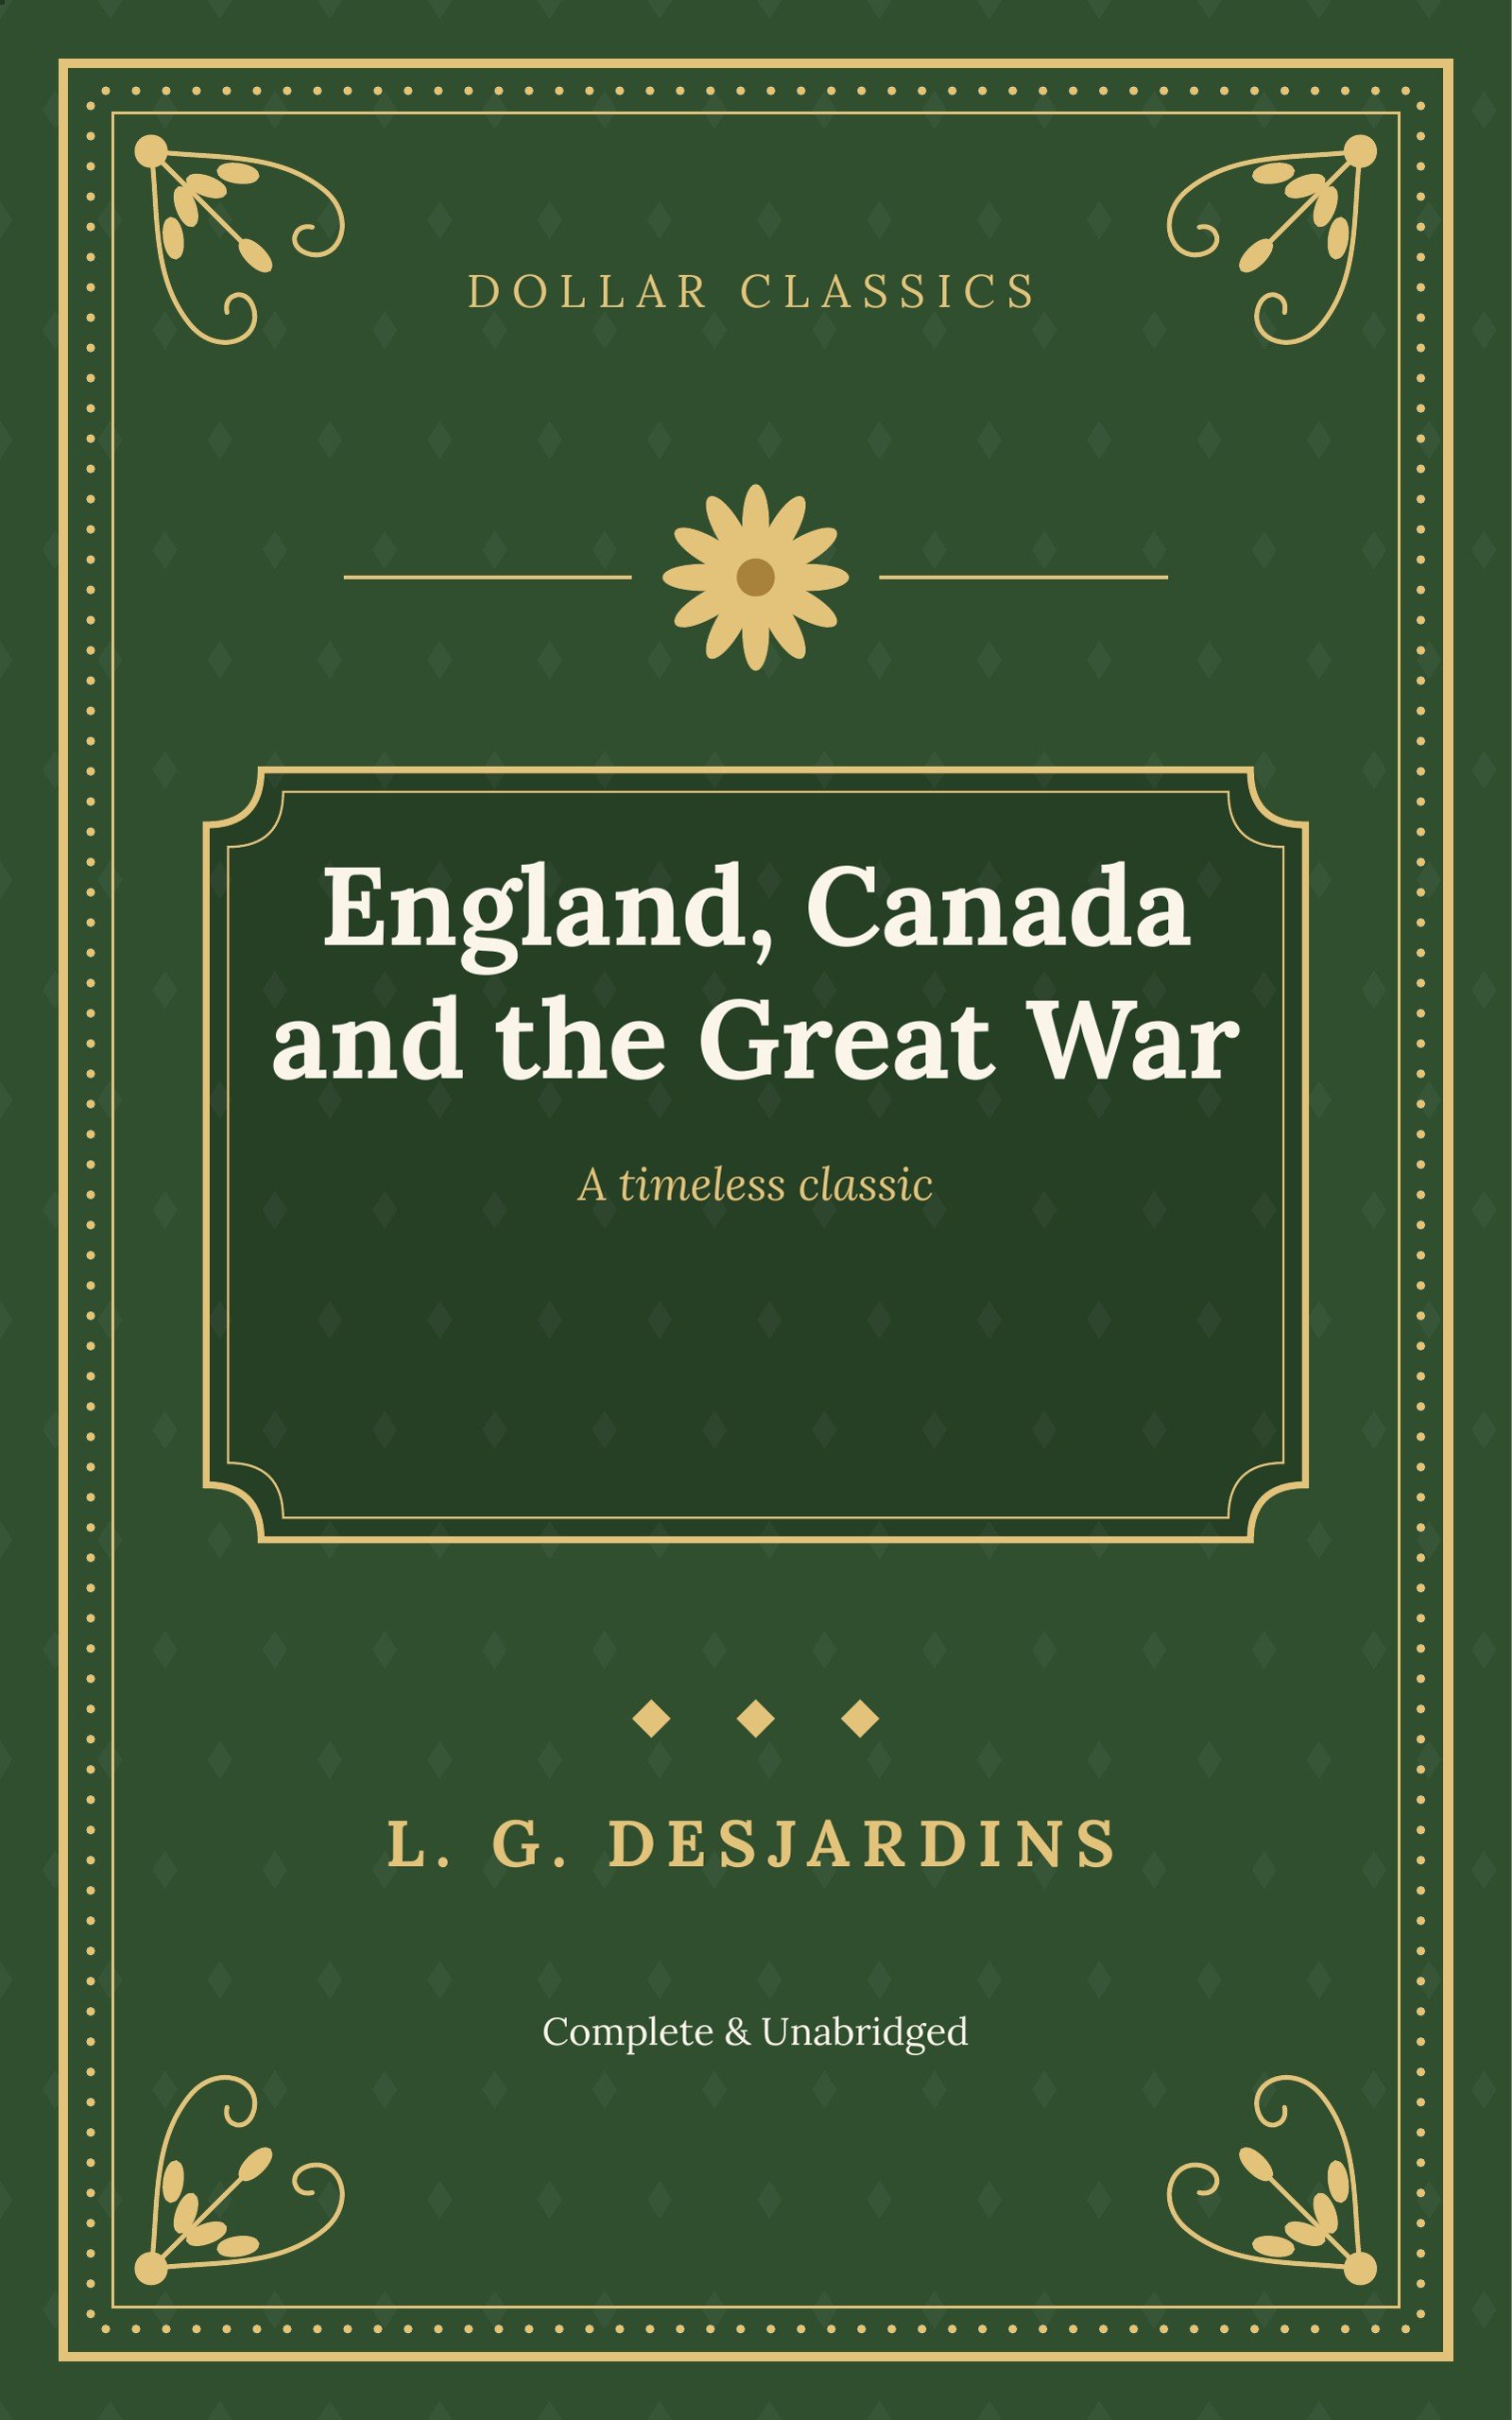 DOLLAR CLASSICS
England, Canada
and the Great War
A timeless classic
L. G. DESJARDINS
Complete & Unabridged